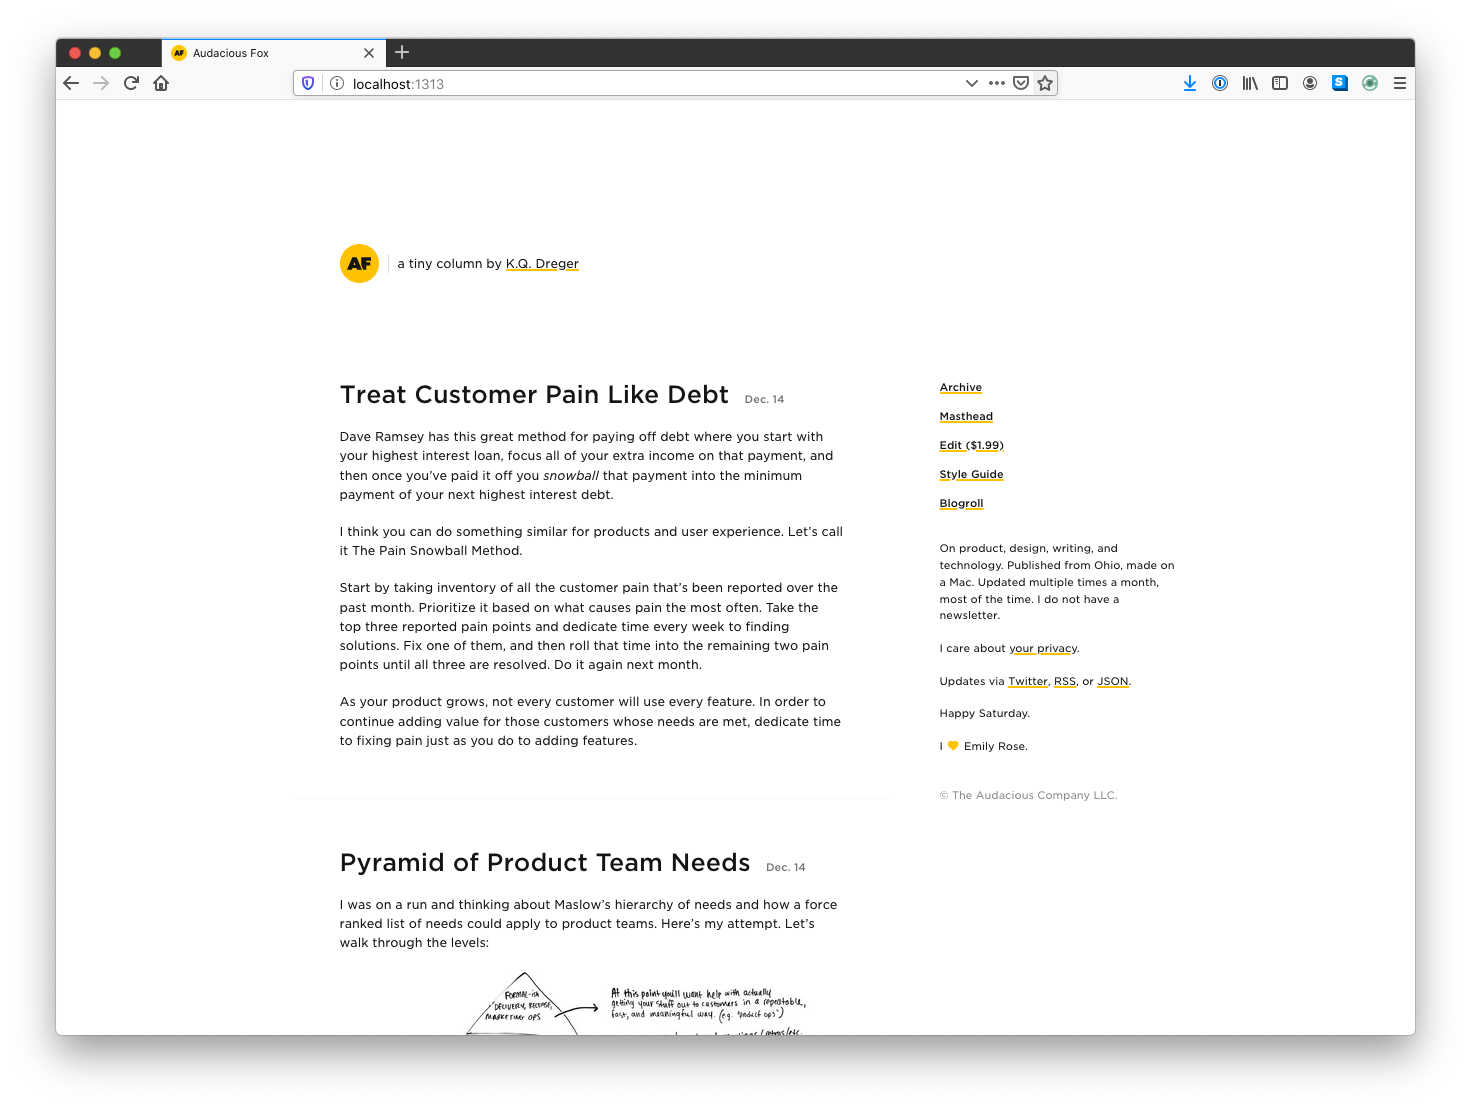 AF Audacious Fox
localhost:1313
S
AF a tiny column by K.Q. Dreger
Treat Customer Pain Like Debt Dec. 14
Dave Ramsey has this great method for paying off debt where you start with
your highest interest loan, focus all of your extra income on that payment, and
then once you’ve paid it off you snowball that payment into the minimum
payment of your next highest interest debt.
I think you can do something similar for products and user experience. Let’s call
it The Pain Snowball Method.
Start by taking inventory of all the customer pain that’s been reported over the
past month. Prioritize it based on what causes pain the most often. Take the
top three reported pain points and dedicate time every week to finding
solutions. Fix one of them, and then roll that time into the remaining two pain
points until all three are resolved. Do it again next month.
As your product grows, not every customer will use every feature. In order to
continue adding value for those customers whose needs are met, dedicate time
to fixing pain just as you do to adding features.
Pyramid of Product Team Needs Dec. 14
I was on a run and thinking about Maslow’s hierarchy of needs and how a force
ranked list of needs could apply to product teams. Here’s my attempt. Let’s
walk through the levels:
FORMAL-ish
DELIVERY, RELEASE,
MARKETING OPS
At this point you'll want help with actually
getting your stuff out to customers in a repeatable,
fast, and meaningful way. (e.g. "product ops")
Archive
Masthead
Edit ($1.99)
Style Guide
Blogroll
On product, design, writing, and
technology. Published from Ohio, made on
a Mac. Updated multiple times a month,
most of the time. I do not have a
newsletter.
I care about your privacy.
Updates via Twitter, RSS, or JSON.
Happy Saturday.
I Emily Rose.
© The Audacious Company LLC.